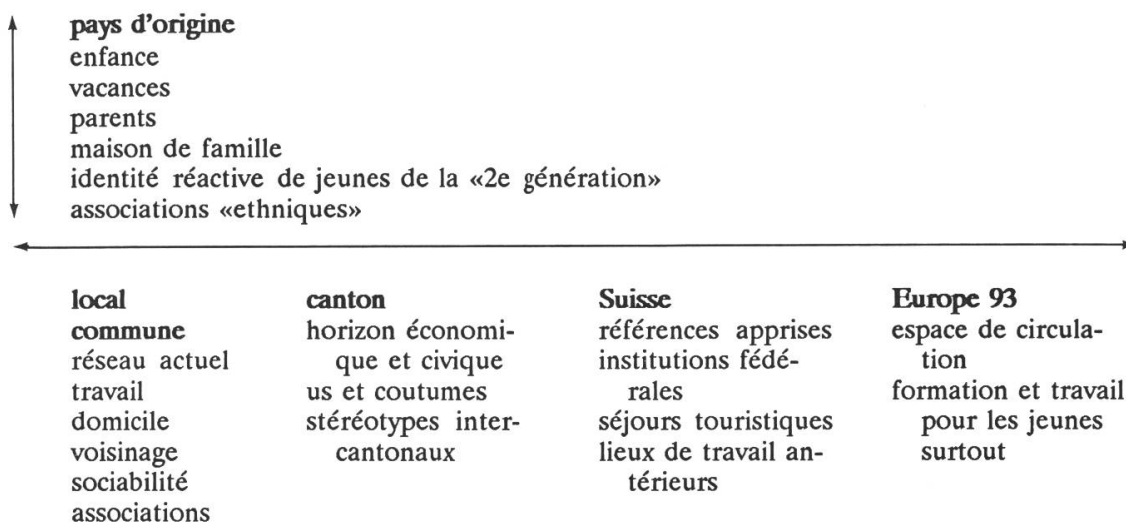 pays d'origine
enfance
vacances
parents
maison de famille
identité réactive de jeunes de la «2e génération»
associations «ethniques»
local
commune
réseau actuel
travail
domicile
voisinage
sociabilité
associations
canton
horizon économi-
que et civique
us et coutumes
stéréotypes inter-
cantonaux
Suisse
références apprises
institutions fédé-
rales
séjours touristiques
lieux de travail an-
térieurs
Europe 93
espace de circula-
tion
formation et travail
pour les jeunes
surtout